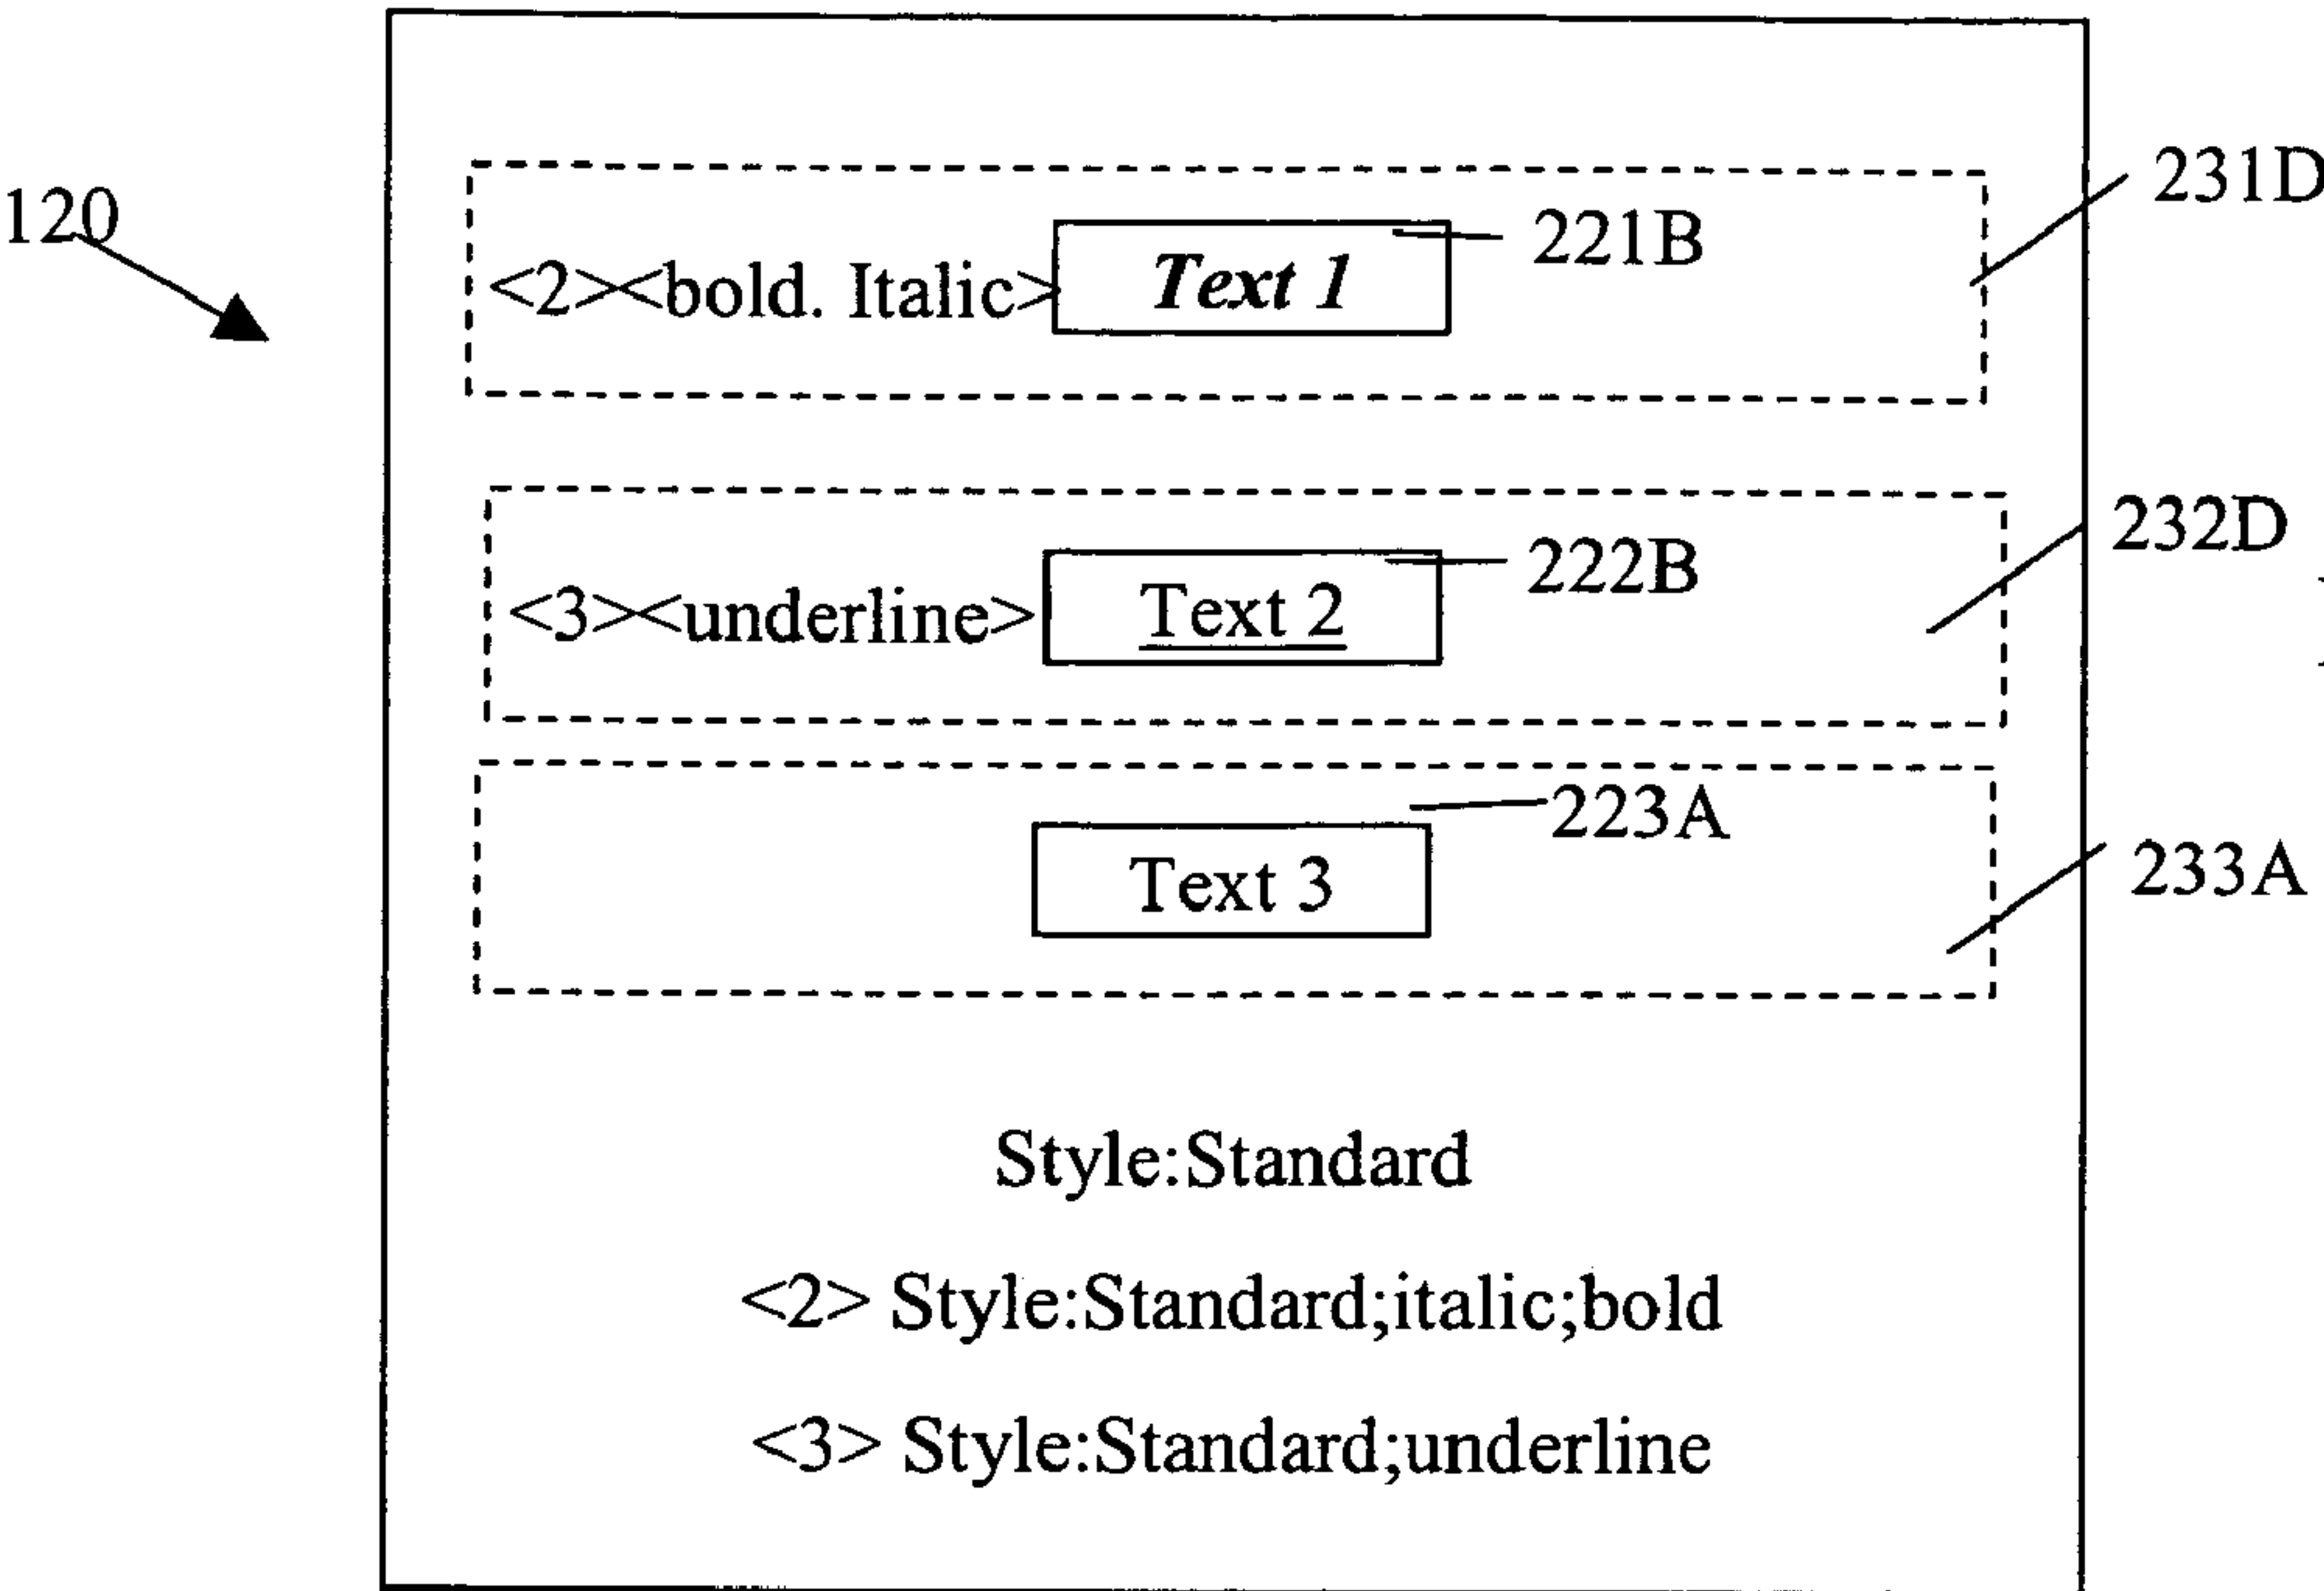 231D
120
221B
<2><bold. Italic> Text 1
232D
222B
<3><underline> Text 2
223A
Text 3
233A
Style:Standard
<2> Style:Standard;italic;bold
<3> Style:Standard;underline